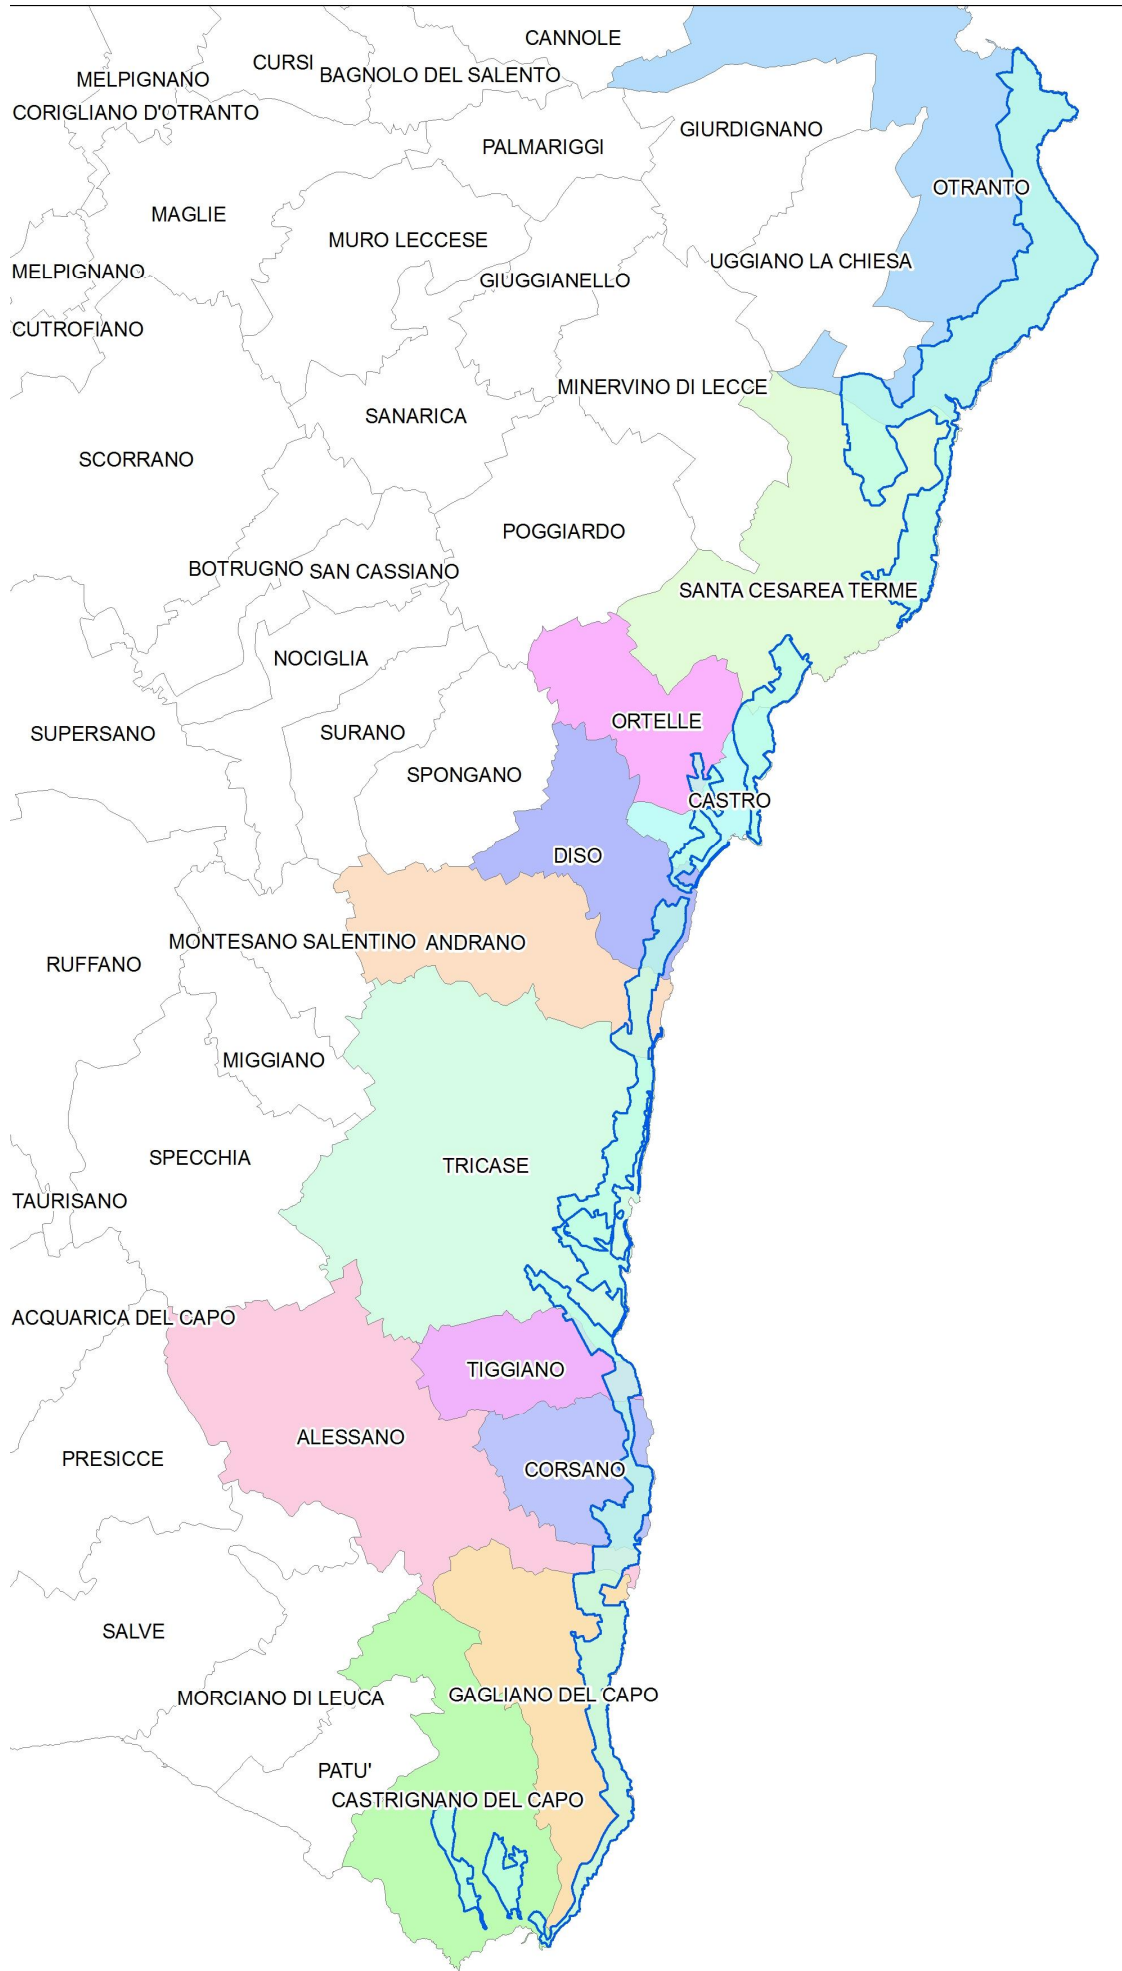 CANNOLE
CURSI
BAGNOLO DEL SALENTO
MELPIGNANO
CORIGLIANO D'OTRANTO
GIURDIGNANO
PALMARIGGI
OTRANTO
MAGLIE
MURO LECCESE
UGGIANO LA CHIESA
MELPIGNANO
GIUGGIANELLO
CUTROFIANO
MINERVINO DI LECCE
SANARICA
SCORRANO
POGGIARDO
BOTRUGNO
SAN CASSIANO
SANTA CESAREA TERME
NOCIGLIA
ORTELLE
SUPERSANO
SURANO
SPONGANO
CASTRO
DISO
MONTESANO SALENTINO
ANDRANO
RUFFANO
MIGGIANO
SPECCHIA
TRICASE
TAURISANO
ACQUARICA DEL CAPO
TIGGIANO
ALESSANO
PRESICCE
CORSANO
SALVE
MORCIANO DI LEUCA
GAGLIANO DEL CAPO
PATU'
CASTRIGNANO DEL CAPO